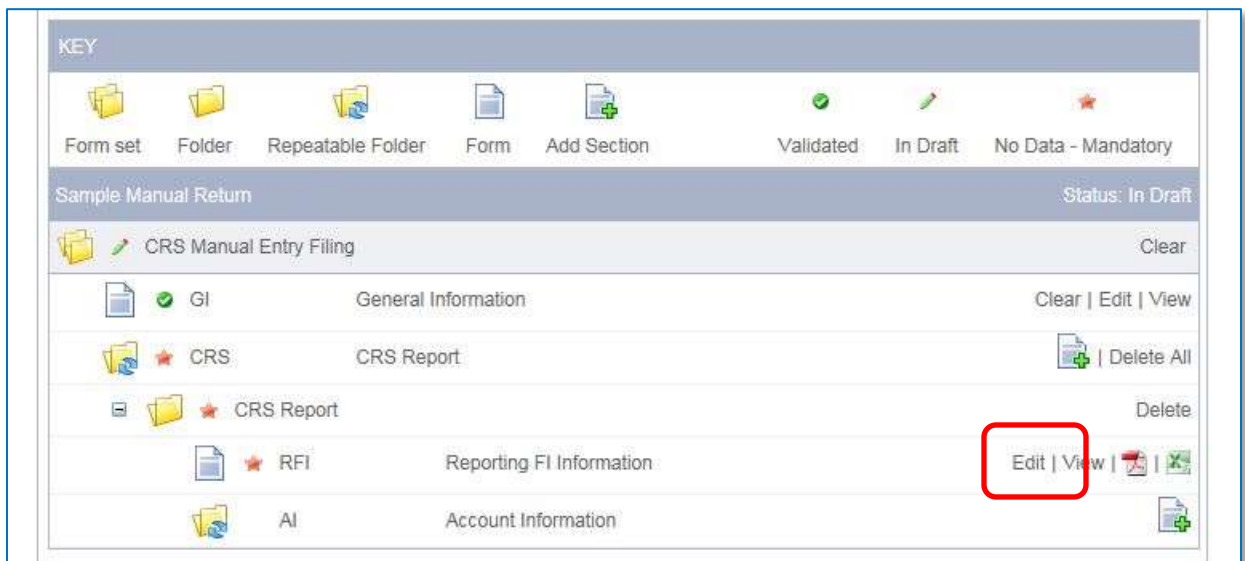 KEY
Form set Folder Repeatable Folder Form Add Section Validated In Draft No Data - Mandatory
Sample Manual Return Status: In Draft
CRS Manual Entry Filing Clear
GI General Information Clear | Edit | View
CRS CRS Report | Delete All
CRS Report Delete
RFI Reporting FI Information Edit | View | |
AI Account Information